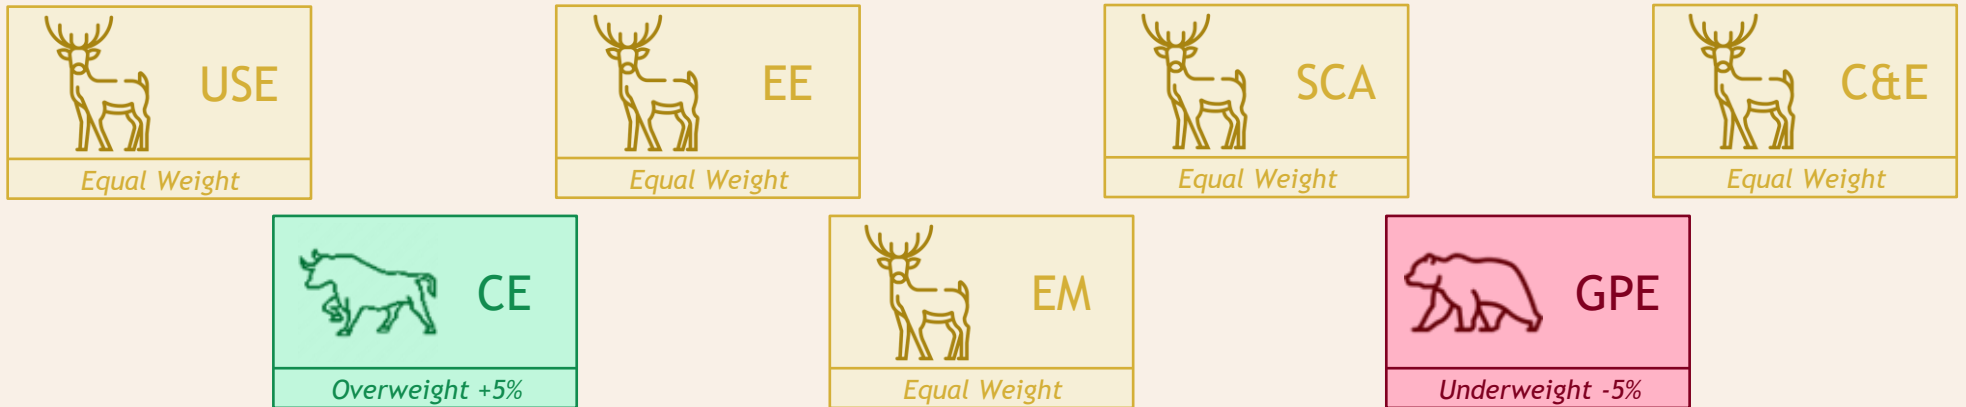 USE
EE
SCA
C&E
Equal Weight
Equal Weight
Equal Weight
Equal Weight
CE
EM
GPE
Overweight +5%
Equal Weight
Underweight -5%